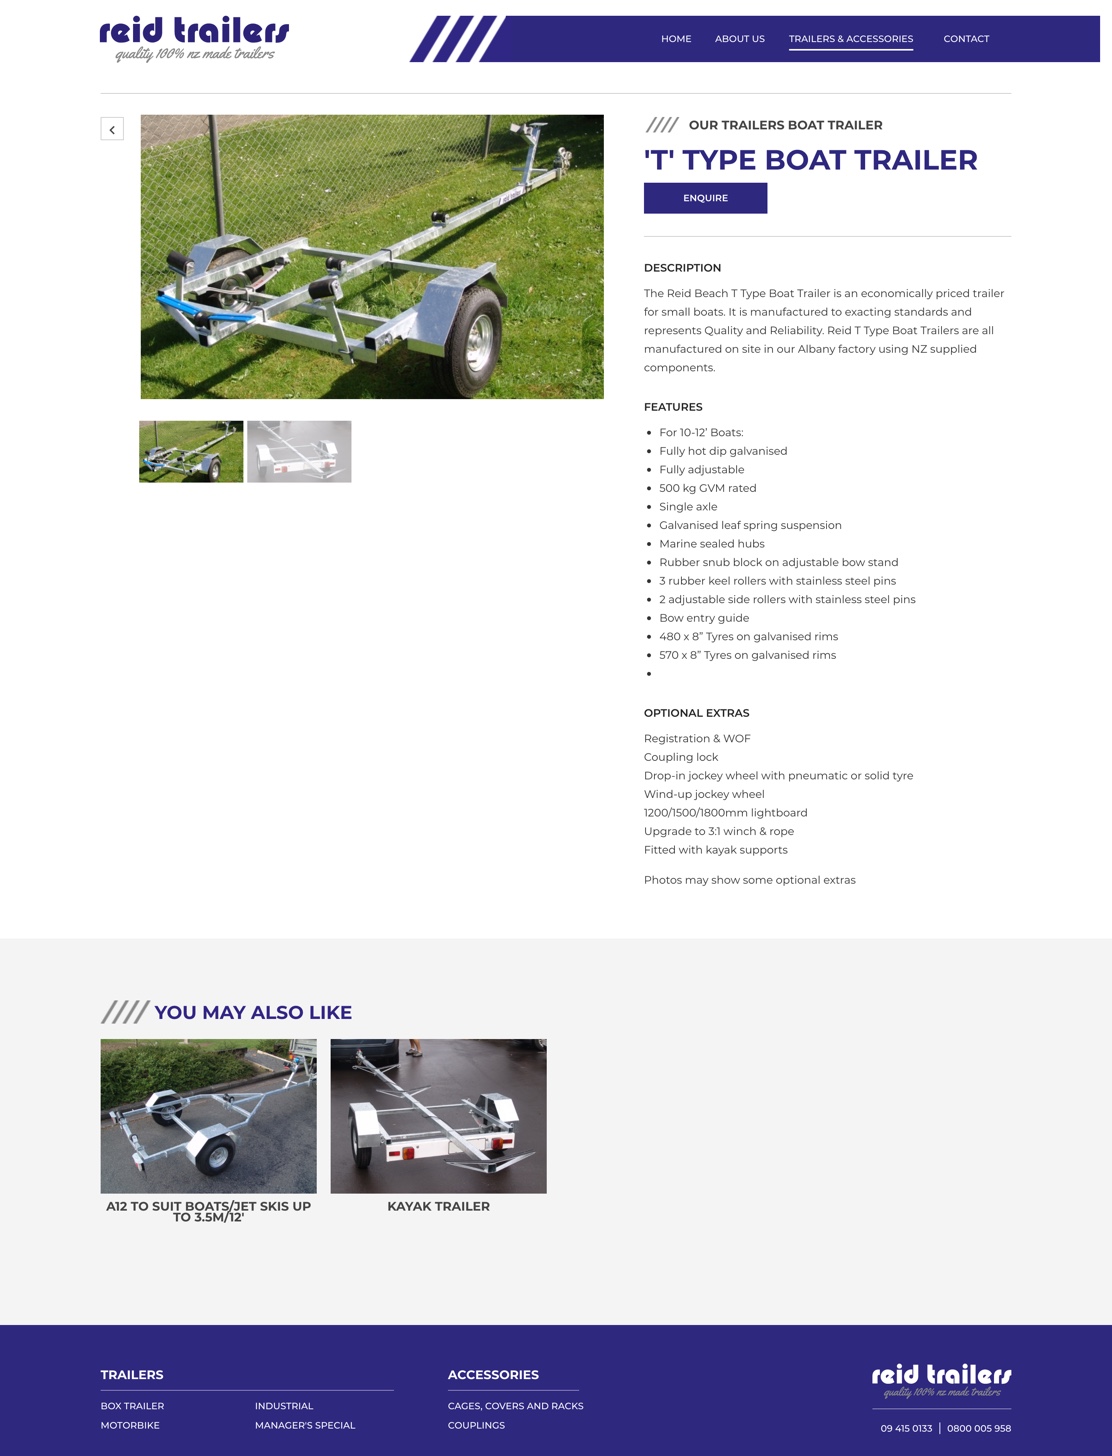 reid trailers
quality 100% nz made trailers
HOME ABOUT US TRAILERS & ACCESSORIES CONTACT
OUR TRAILERS BOAT TRAILER
'T' TYPE BOAT TRAILER
ENQUIRE
DESCRIPTION
The Reid Beach T Type Boat Trailer is an economically priced trailer
for small boats. It is manufactured to exacting standards and
represents Quality and Reliability. Reid T Type Boat Trailers are all
manufactured on site in our Albany factory using NZ supplied
components.
FEATURES
• For 10-12’ Boats:
• Fully hot dip galvanised
• Fully adjustable
• 500 kg GVM rated
• Single axle
• Galvanised leaf spring suspension
• Marine sealed hubs
• Rubber snub block on adjustable bow stand
• 3 rubber keel rollers with stainless steel pins
• 2 adjustable side rollers with stainless steel pins
• Bow entry guide
• 480 x 8” Tyres on galvanised rims
• 570 x 8” Tyres on galvanised rims
•
OPTIONAL EXTRAS
Registration & WOF
Coupling lock
Drop-in jockey wheel with pneumatic or solid tyre
Wind-up jockey wheel
1200/1500/1800mm lightboard
Upgrade to 3:1 winch & rope
Fitted with kayak supports
Photos may show some optional extras
YOU MAY ALSO LIKE
A12 TO SUIT BOATS/JET SKIS UP
TO 3.5M/12'
KAYAK TRAILER
TRAILERS
BOX TRAILER INDUSTRIAL
MOTORBIKE MANAGER'S SPECIAL
ACCESSORIES
CAGES, COVERS AND RACKS
COUPLINGS
reid trailers
quality 100% nz made trailers
09 415 0133 | 0800 005 958